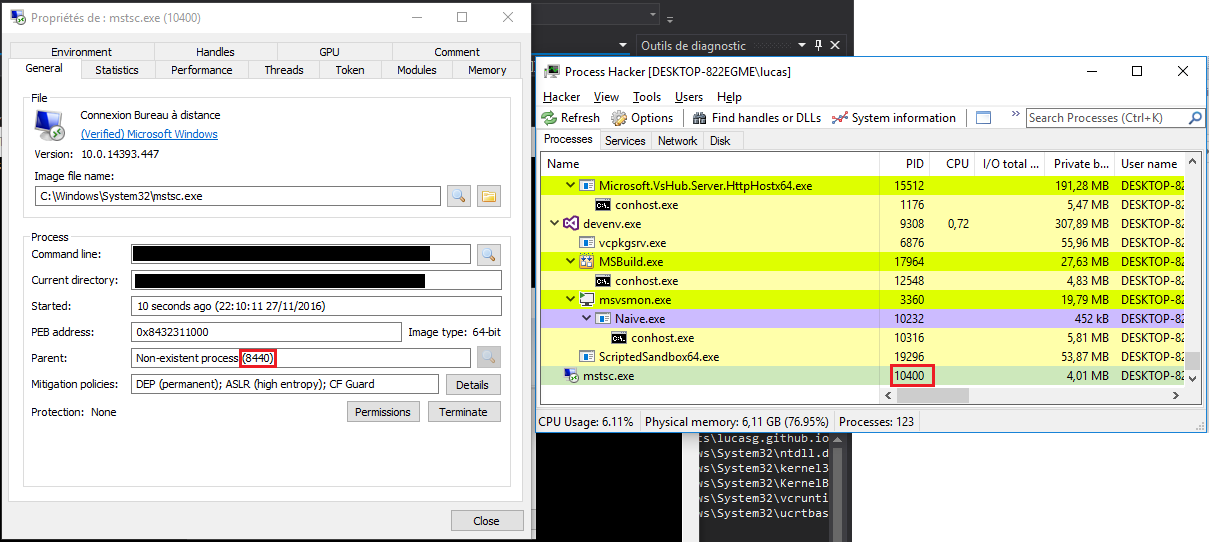 Propriétés de : mstsc.exe (10400)
Environment Handles GPU Comment
General Statistics Performance Threads Token Modules Memory
File
Connexion Bureau à distance
(Verified) Microsoft Windows
Version: 10.0.14393.447
Image file name:
C:\Windows\System32\mstsc.exe
Process
Command line:
Current directory:
Started: 10 seconds ago (22:10:11 27/11/2016)
PEB address: 0x8432311000 Image type: 64-bit
Parent: Non-existent process (8440)
Mitigation policies: DEP (permanent); ASLR (high entropy); CF Guard Details
Protection: None Permissions Terminate
Close
Outils de diagnostic
Process Hacker [DESKTOP-822EGME\lucas]
Hacker View Tools Users Help
Refresh Options Find handles or DLLs System information » Search Processes (Ctrl+K)
Processes Services Network Disk
Name PID CPU I/O total ... Private b... User name
Microsoft.VsHub.Server.HttpHostx64.exe 15512 191,28 MB DESKTOP-82
conhost.exe 1176 5,47 MB DESKTOP-82
devenv.exe 9308 0,72 307,89 MB DESKTOP-82
vcpkgsrv.exe 6876 55,96 MB DESKTOP-82
MSBuild.exe 17964 27,63 MB DESKTOP-82
conhost.exe 12548 4,83 MB DESKTOP-82
msvsmon.exe 3360 19,79 MB DESKTOP-82
Naive.exe 10232 452 kB DESKTOP-82
conhost.exe 10316 5,81 MB DESKTOP-82
ScriptedSandbox64.exe 19296 53,87 MB DESKTOP-82
mstsc.exe 10400 4,01 MB DESKTOP-82
CPU Usage: 6.11% Physical memory: 6,11 GB (76.95%) Processes: 123
ts\lucasg.github.io
ws\System32\ntdll.d
ws\System32\kernel3
ws\System32\KernelB
ws\System32\vcrunti
ws\System32\ucrtbas